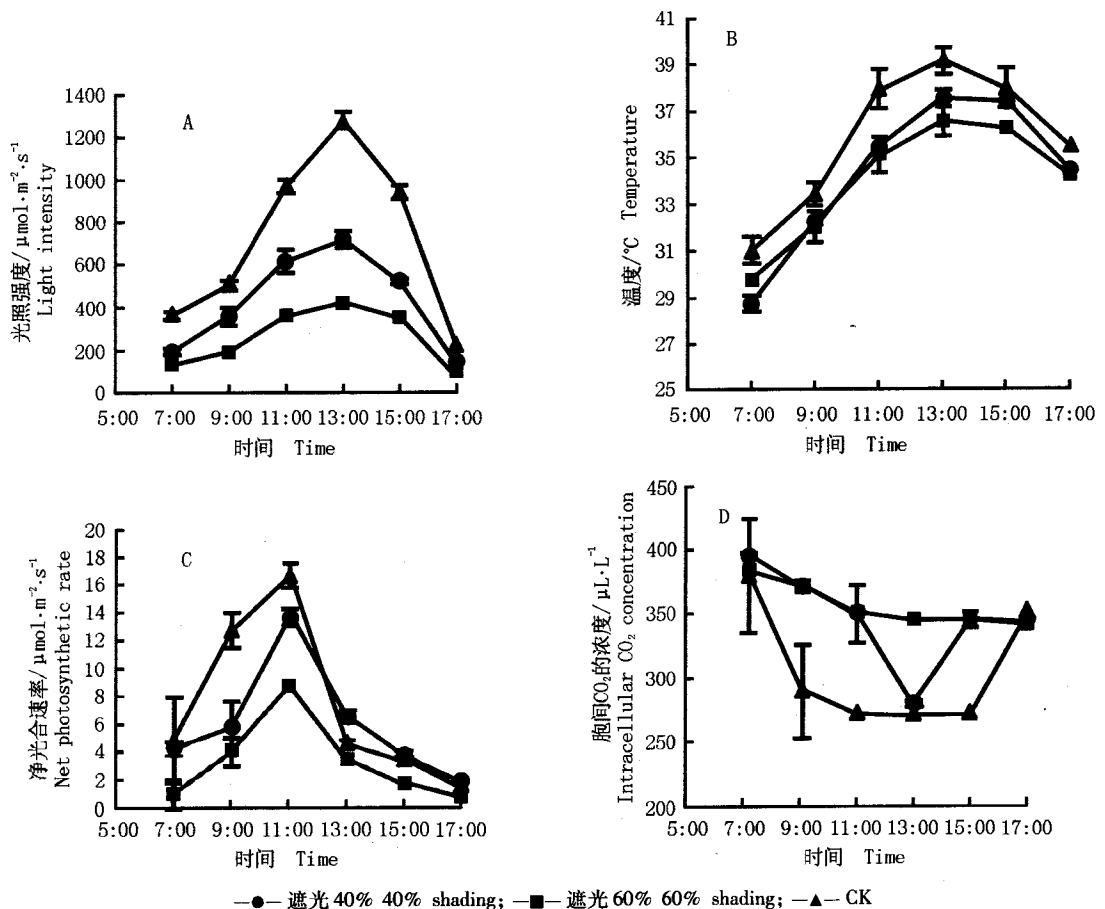 A
1400
1200
1000
800
600
400
200
0
光照强度/μmol·m⁻²·s⁻¹
Light intensity
5:00 7:00 9:00 11:00 13:00 15:00 17:00
时间 Time
B
41
39
37
35
33
31
29
27
25
温度/℃ Temperature
5:00 7:00 9:00 11:00 13:00 15:00 17:00
时间 Time
C
20
18
16
14
12
10
8
6
4
2
0
净光合速率/μmol·m⁻²·s⁻¹
Net photosynthetic rate
5:00 7:00 9:00 11:00 13:00 15:00 17:00
时间 Time
D
450
400
350
300
250
200
胞间CO₂的浓度/μL·L⁻¹
Intracellular CO₂ concentration
5:00 7:00 9:00 11:00 13:00 15:00 17:00
时间 Time
遮光40% 40% shading; 遮光60% 60% shading; CK